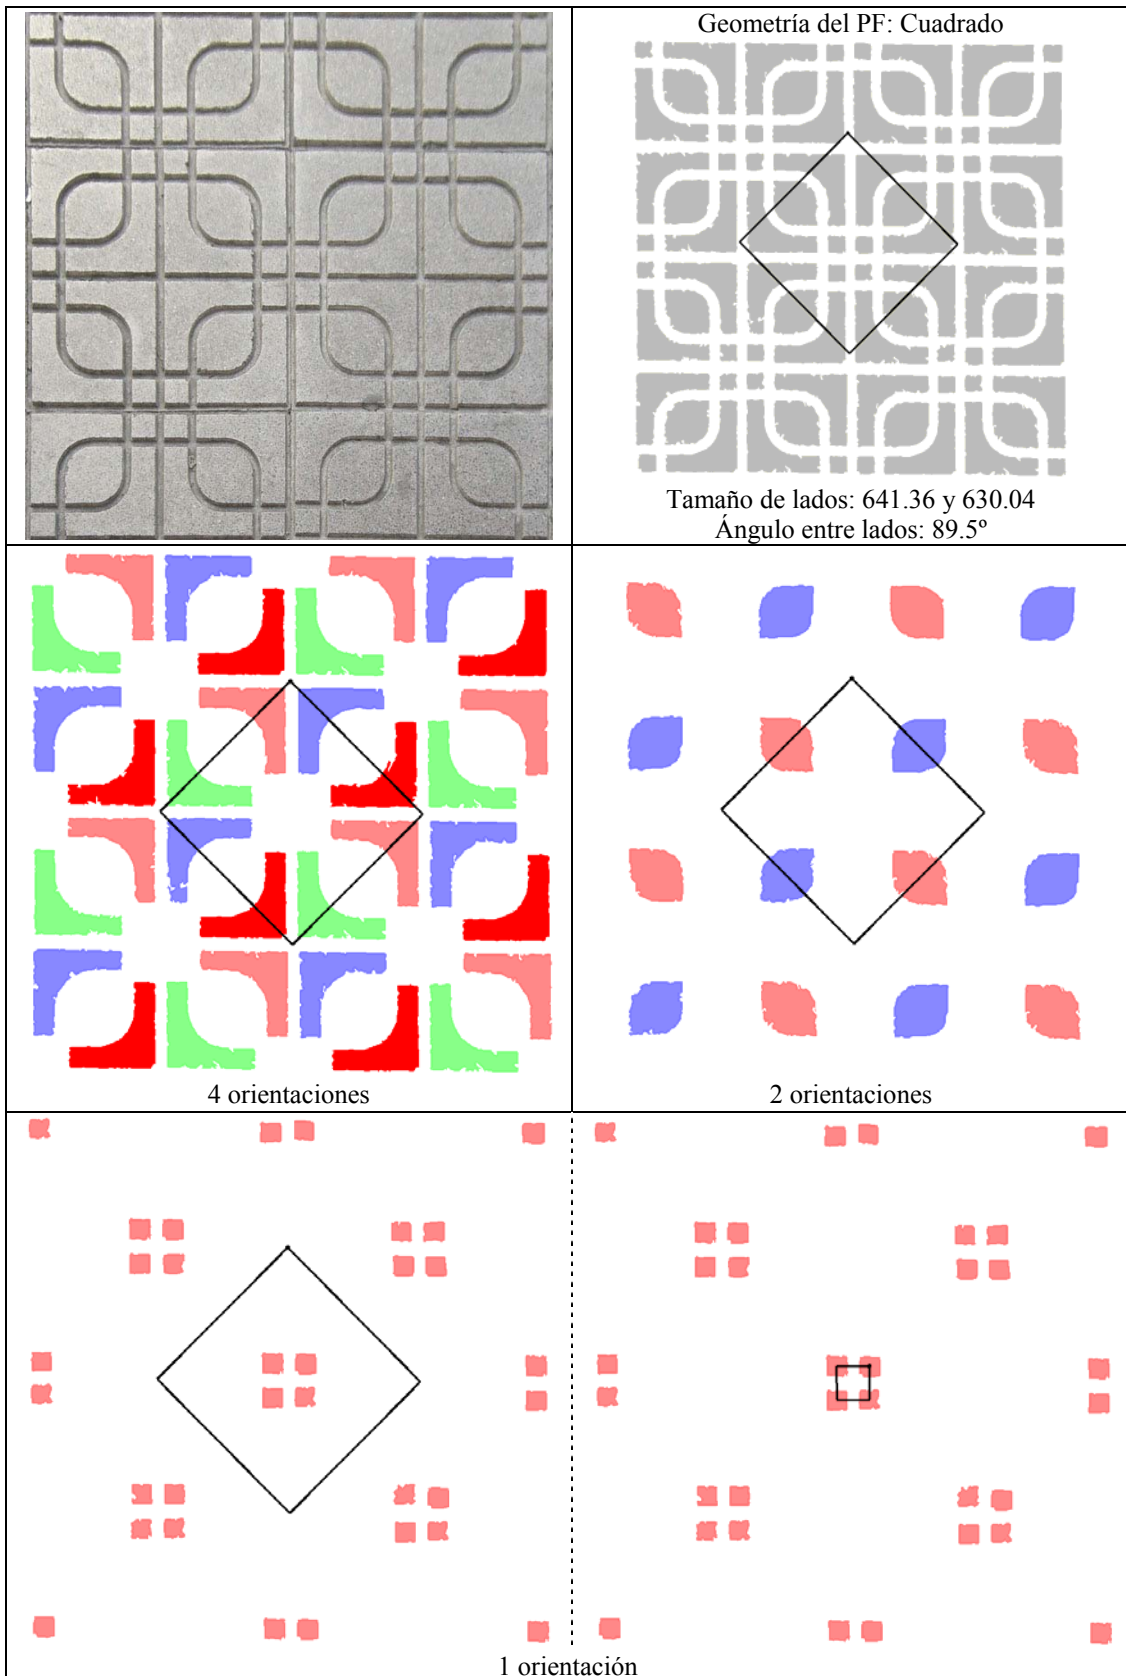 Geometría del PF: Cuadrado
Tamaño de lados: 641.36 y 630.04
Ángulo entre lados: 89.5º
4 orientaciones
2 orientaciones
1 orientación